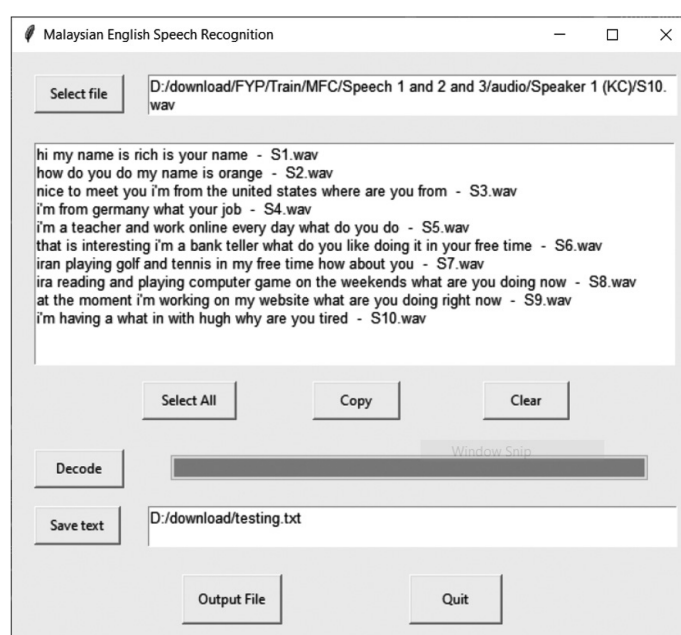 Malaysian English Speech Recognition
Select file
D:/download/FYP/Train/MFC/Speech 1 and 2 and 3/audio/Speaker 1 (KC)/S10.
wav
hi my name is rich is your name - S1.wav
how do you do my name is orange - S2.wav
nice to meet you i'm from the united states where are you from - S3.wav
i'm from germany what your job - S4.wav
i'm a teacher and work online every day what do you do - S5.wav
that is interesting i'm a bank teller what do you like doing it in your free time - S6.wav
iran playing golf and tennis in my free time how about you - S7.wav
ira reading and playing computer game on the weekends what are you doing now - S8.wav
at the moment i'm working on my website what are you doing right now - S9.wav
i'm having a what in with hugh why are you tired - S10.wav
Select All Copy Clear
Window Snip
Decode
Save text
D:/download/testing.txt
Output File Quit